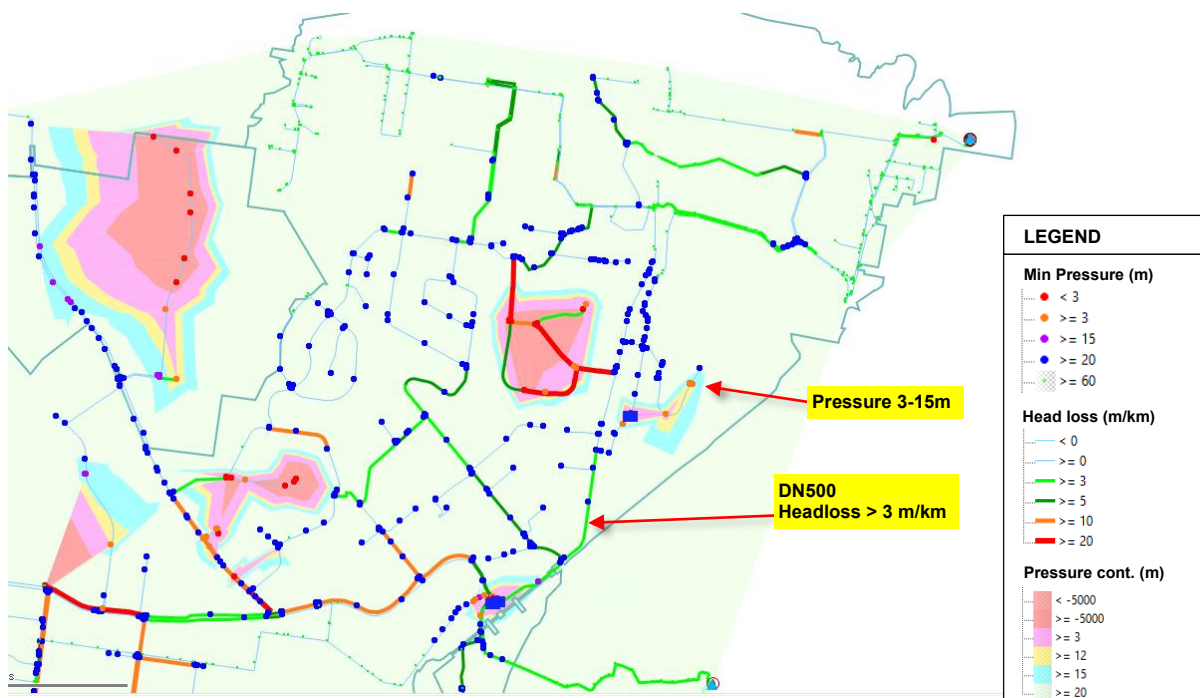 Pressure 3-15m
DN500
Headloss > 3 m/km
s
LEGEND
Min Pressure (m)
< 3
>= 3
>= 15
>= 20
>= 60
Head loss (m/km)
< 0
>= 0
>= 3
>= 5
>= 10
>= 20
Pressure cont. (m)
< -5000
>= -5000
>= 3
>= 12
>= 15
>= 20